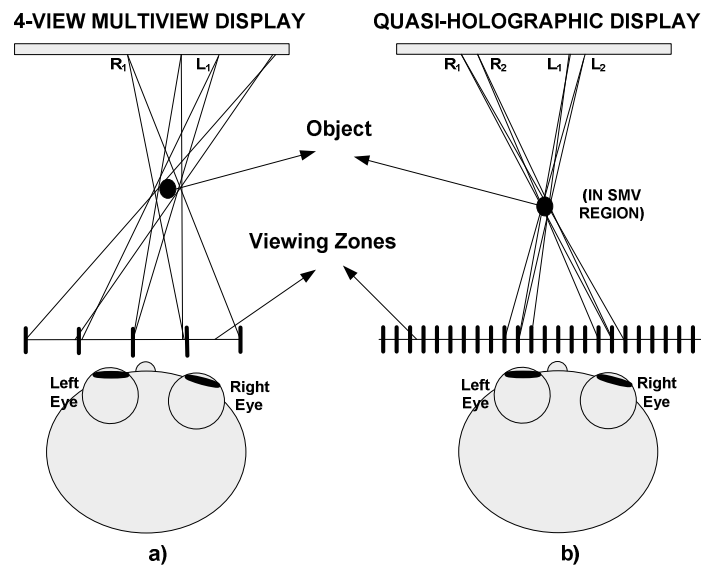 4-VIEW MULTIVIEW DISPLAY
QUASI-HOLOGRAPHIC DISPLAY
R1 L1
R1 R2 L1 L2
Object
(IN SMV
REGION)
Viewing Zones
Left
Eye
Right
Eye
Left
Eye
Right
Eye
a)
b)